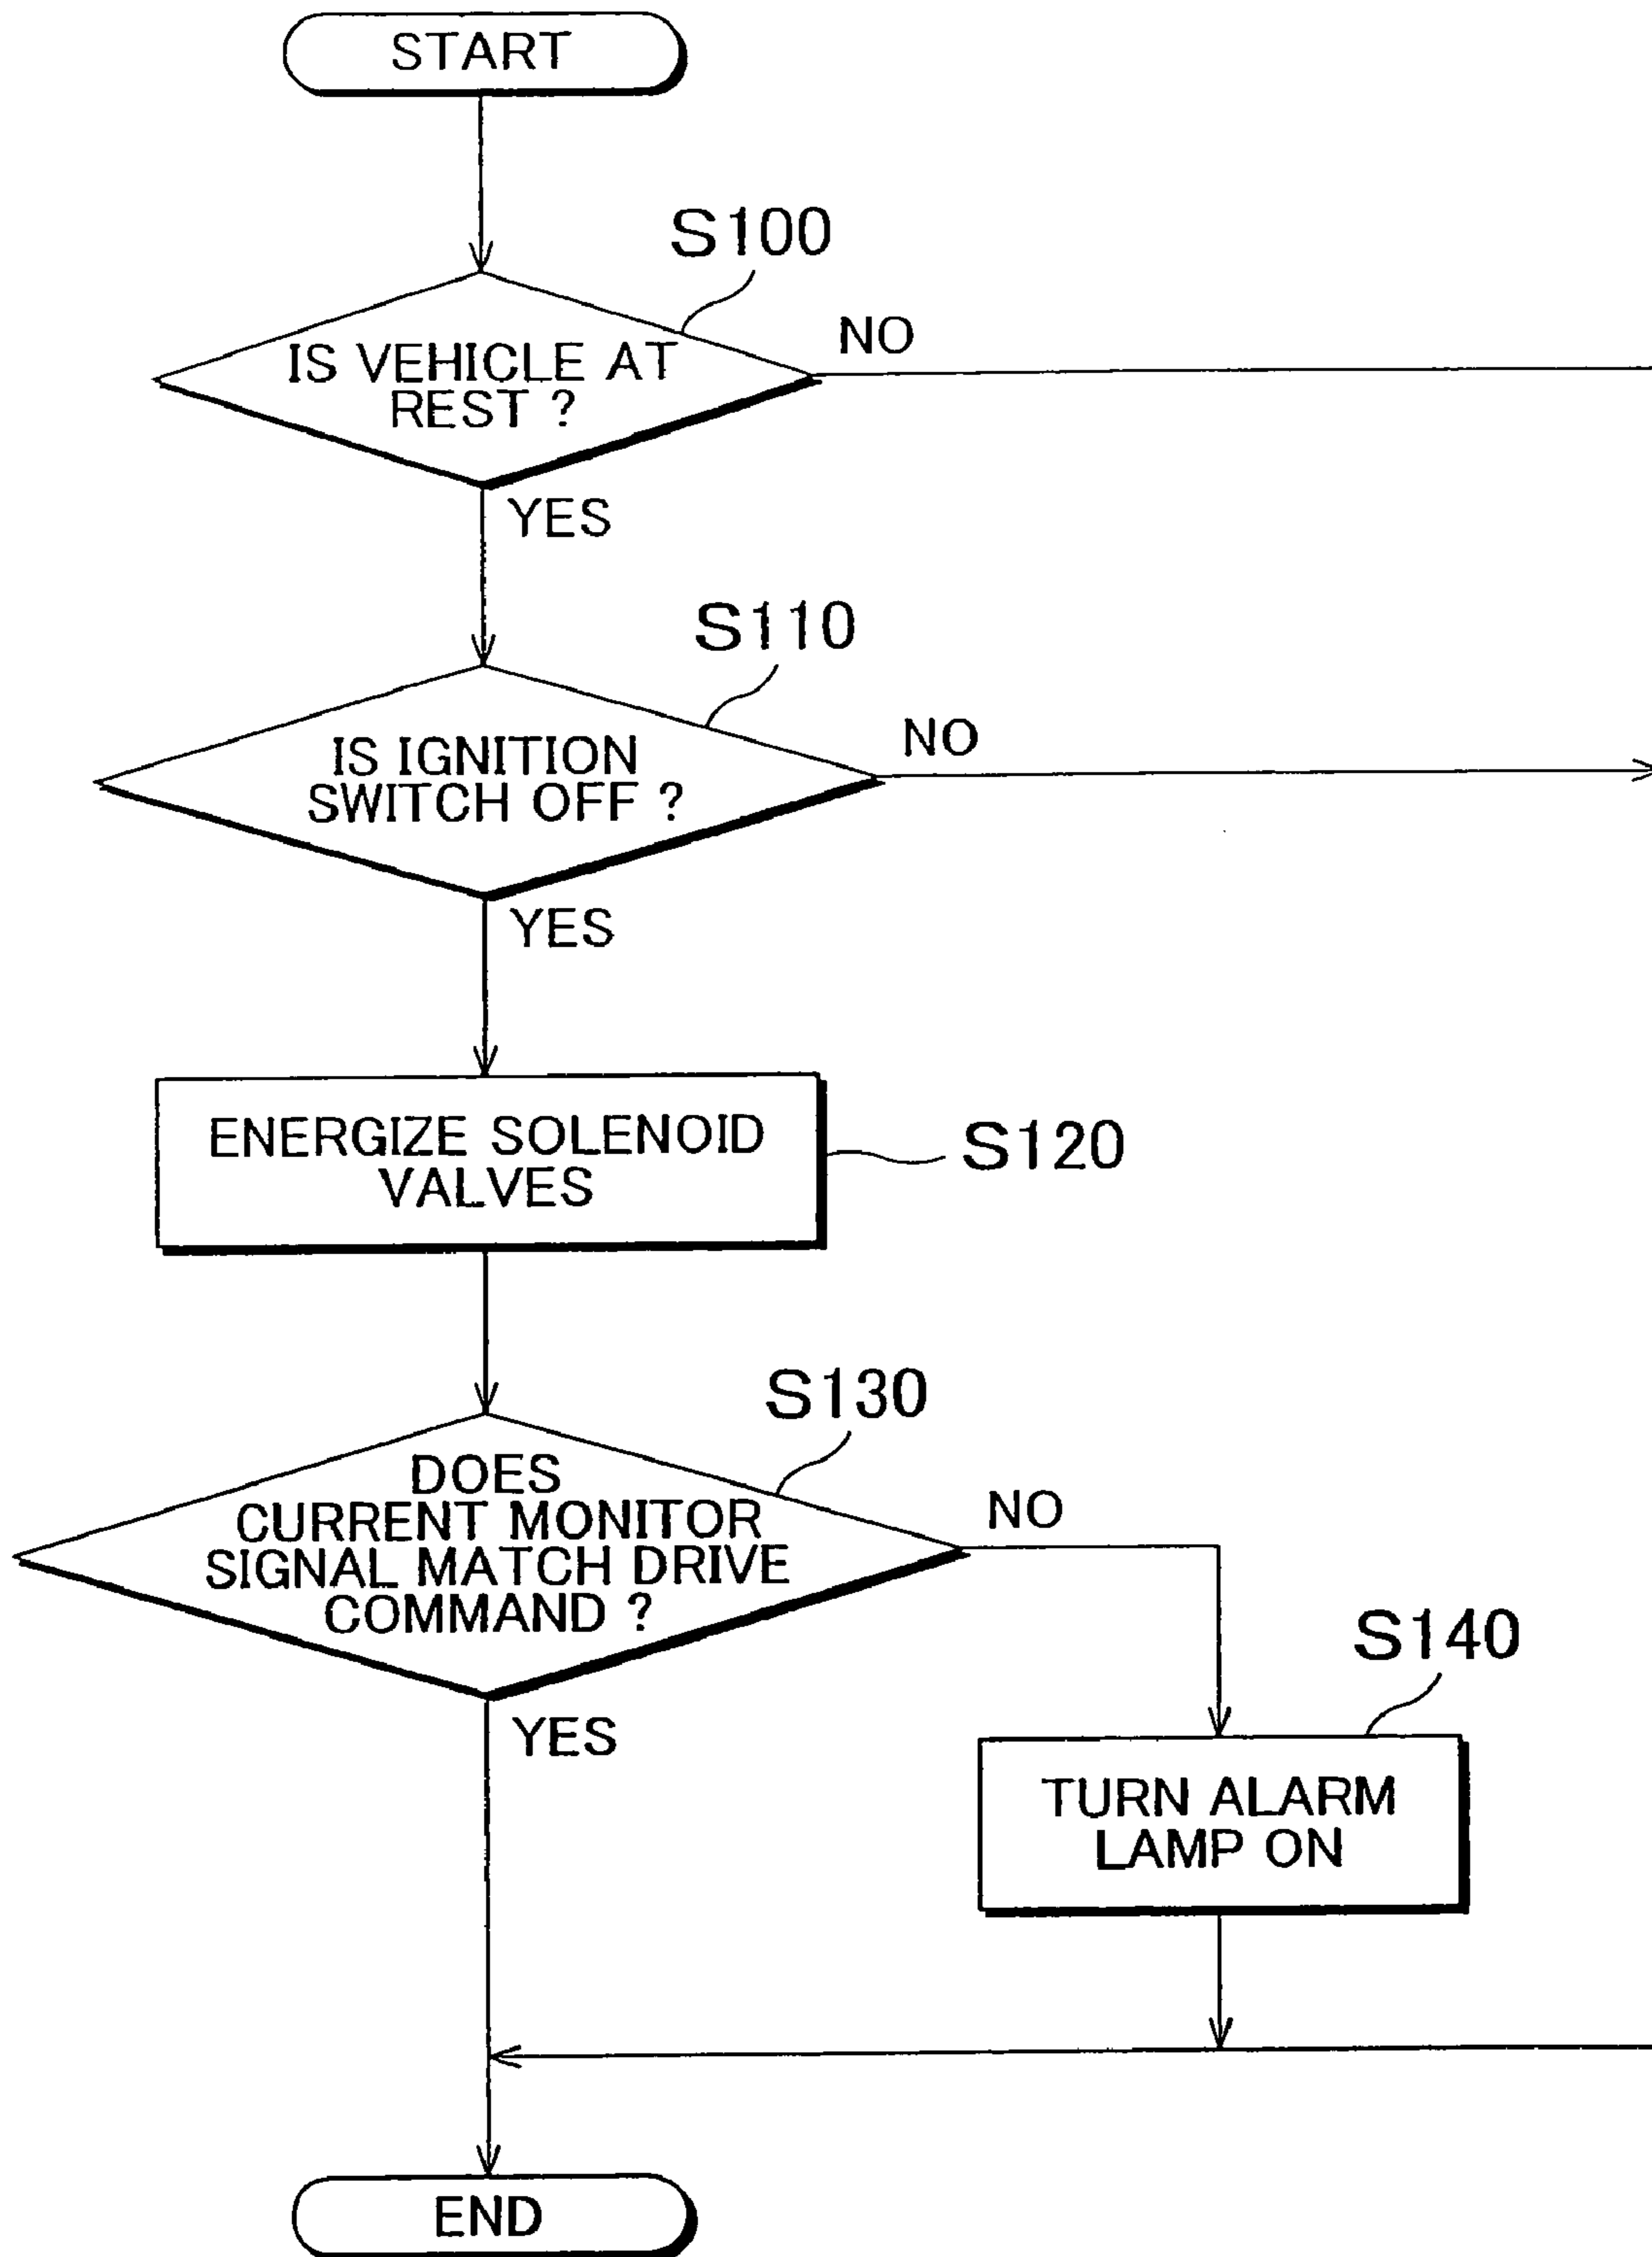 START
S100
IS VEHICLE AT
REST ?
NO
YES
S110
IS IGNITION
SWITCH OFF ?
NO
YES
ENERGIZE SOLENOID
VALVES
S120
S130
DOES
CURRENT MONITOR
SIGNAL MATCH DRIVE
COMMAND ?
NO
YES
S140
TURN ALARM
LAMP ON
END